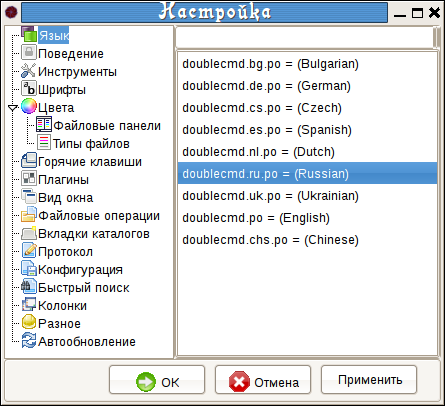 Настройка
Язык
Поведение
Инструменты
Шрифты
Цвета
Файловые панели
Типы файлов
Горячие клавиши
Плагины
Вид окна
Файловые операции
Вкладки каталогов
Протокол
Конфигурация
Быстрый поиск
Колонки
Разное
Автообновление
doublecmd.bg.po = (Bulgarian)
doublecmd.de.po = (German)
doublecmd.cs.po = (Czech)
doublecmd.es.po = (Spanish)
doublecmd.nl.po = (Dutch)
doublecmd.ru.po = (Russian)
doublecmd.uk.po = (Ukrainian)
doublecmd.po = (English)
doublecmd.chs.po = (Chinese)
ОК
Отмена
Применить